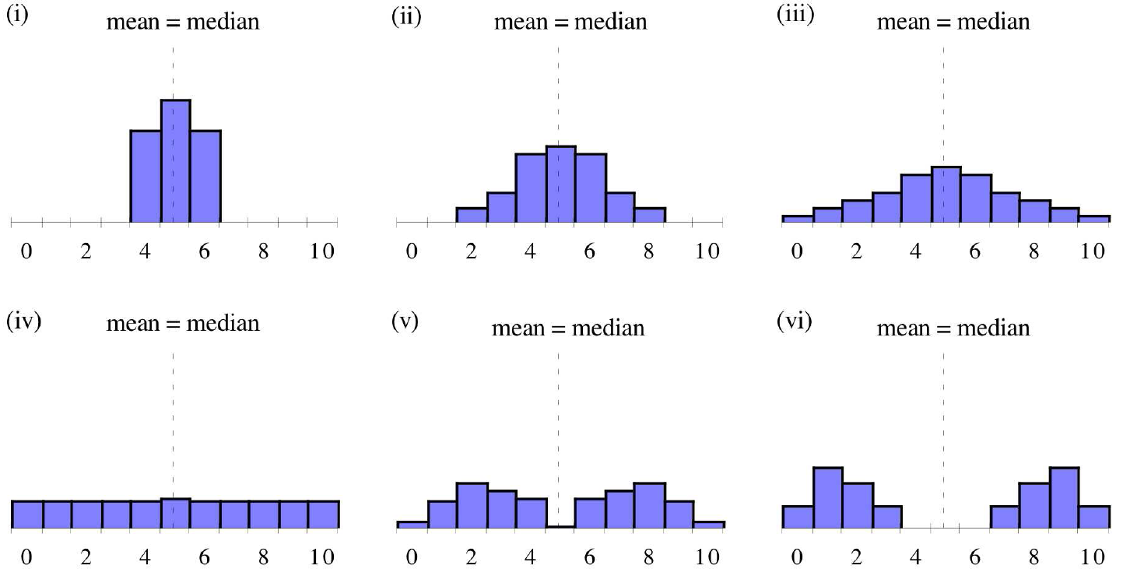 (i)
mean = median
0 2 4 6 8 10
(ii)
mean = median
0 2 4 6 8 10
(iii)
mean = median
0 2 4 6 8 10
(iv)
mean = median
0 2 4 6 8 10
(v)
mean = median
0 2 4 6 8 10
(vi)
mean = median
0 2 4 6 8 10